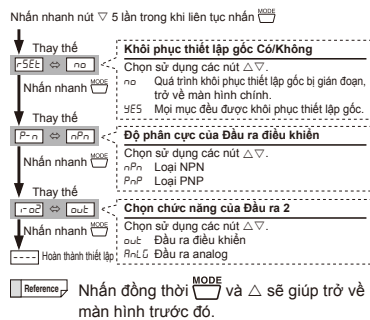 Nhấn nhanh nút ▽ 5 lần trong khi liên tục nhấn MODE
Thay thế
Khôi phục thiết lập gốc Có/Không
rSEt ⇔ no
Chọn sử dụng các nút △▽.
no Quá trình khôi phục thiết lập gốc bị gián đoạn,
trở về màn hình chính.
Nhấn nhanh MODE
YES Mọi mục đều được khôi phục thiết lập gốc.
Thay thế
P-n ⇔ nPn
Độ phân cực của Đầu ra điều khiển
Chọn sử dụng các nút △▽.
Nhấn nhanh MODE
nPn Loại NPN
PnP Loại PNP
Thay thế
i-o2 ⇔ out
Chọn chức năng của Đầu ra 2
Chọn sử dụng các nút △▽.
Nhấn nhanh MODE
out Đầu ra điều khiển
---- Hoàn thành thiết lập
AnLG Đầu ra analog
Reference Nhấn đồng thời MODE và △ sẽ giúp trở về
màn hình trước đó.